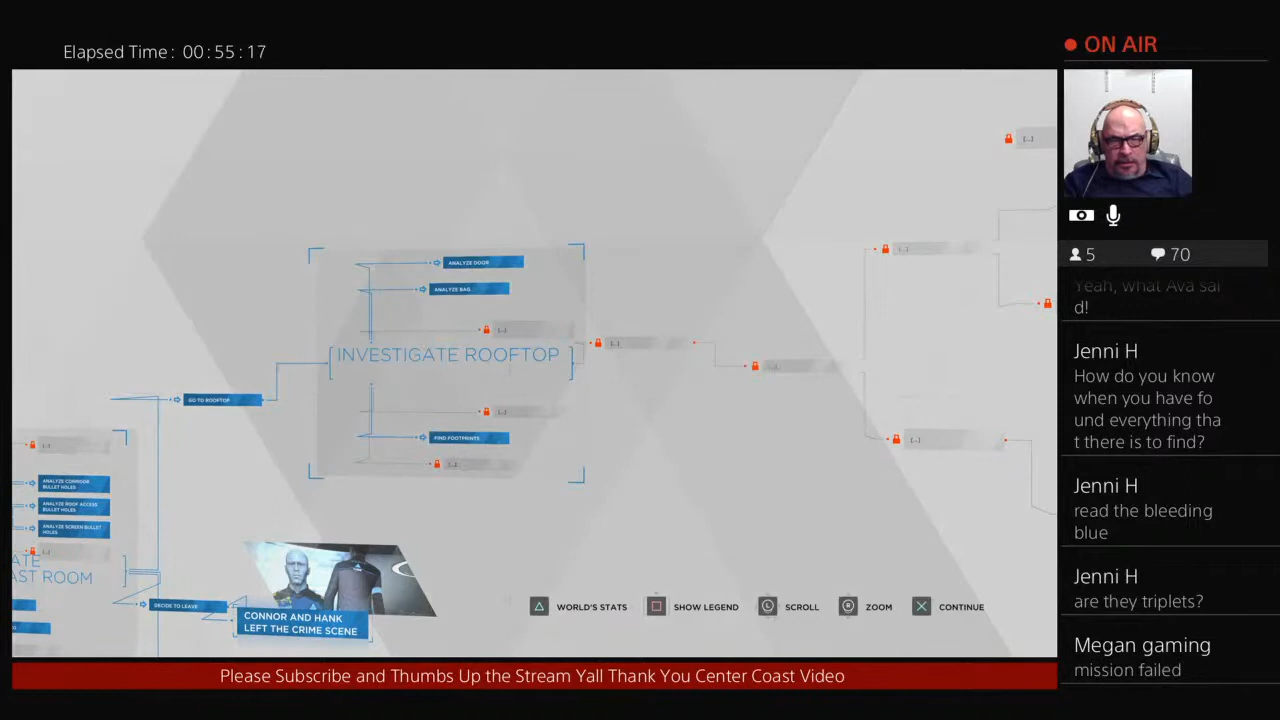 Elapsed Time: 00:55:17
ON AIR
5
70
Yeah, what Ava sai
d!
Jenni H
How do you know
when you have fo
und everything tha
t there is to find?
Jenni H
read the bleeding
blue
Jenni H
are they triplets?
Megan gaming
mission failed
[...]
ANALYZE DOOR
[...]
ANALYZE BAG
[...]
INVESTIGATE ROOFTOP
[...]
[...]
GO TO ROOFTOP
[...]
FIND FOOTPRINTS
[...]
[...]
[...]
ANALYZE CORRIDOR
BULLET HOLES
ANALYZE ROOF ACCESS
BULLET HOLES
ANALYZE SCREEN BULLET
HOLES
[...]
ATE
AST ROOM
DECIDE TO LEAVE
CONNOR AND HANK
LEFT THE CRIME SCENE
WORLD'S STATS
SHOW LEGEND
L
SCROLL
R
ZOOM
CONTINUE
Please Subscribe and Thumbs Up the Stream Yall Thank You Center Coast Video